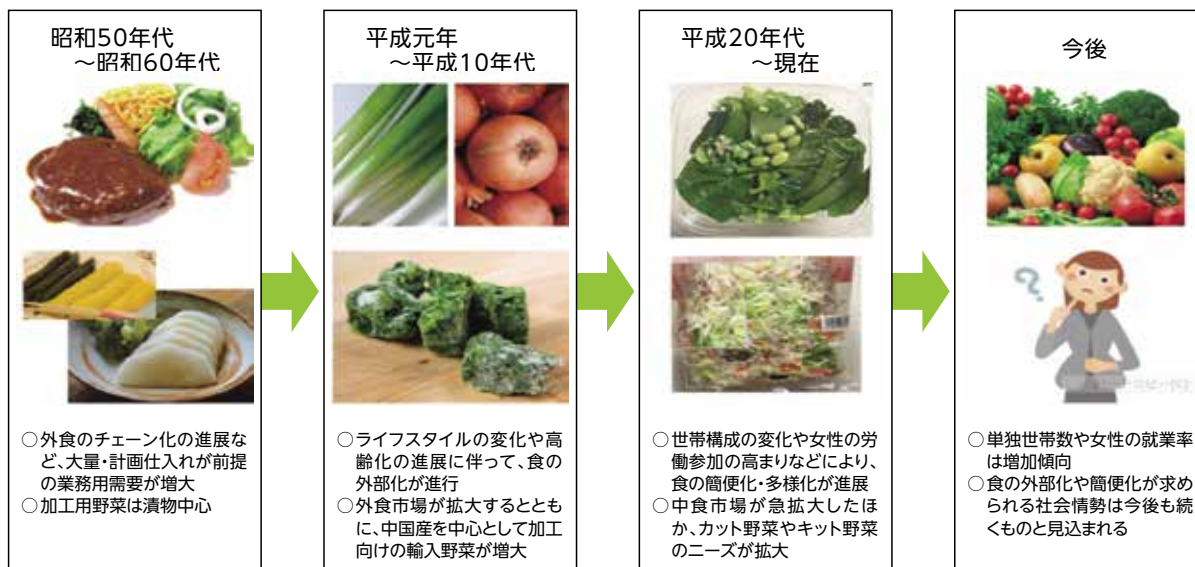 昭和50年代
～昭和60年代
○外食のチェーン化の進展な
ど、大量・計画仕入れが前提
の業務用需要が増大
○加工用野菜は漬物中心
平成元年
～平成10年代
○ライフスタイルの変化や高
齢化の進展に伴って、食の
外部化が進行
○外食市場が拡大するととも
に、中国産を中心として加工
向けの輸入野菜が増大
平成20年代
～現在
○世帯構成の変化や女性の労
働参加の高まりなどにより、
食の簡便化・多様化が進展
○中食市場が急拡大したほ
か、カット野菜やキット野菜
のニーズが拡大
今後
?
○単独世帯数や女性の就業率
は増加傾向
○食の外部化や簡便化が求め
られる社会情勢は今後も続
くものと見込まれる